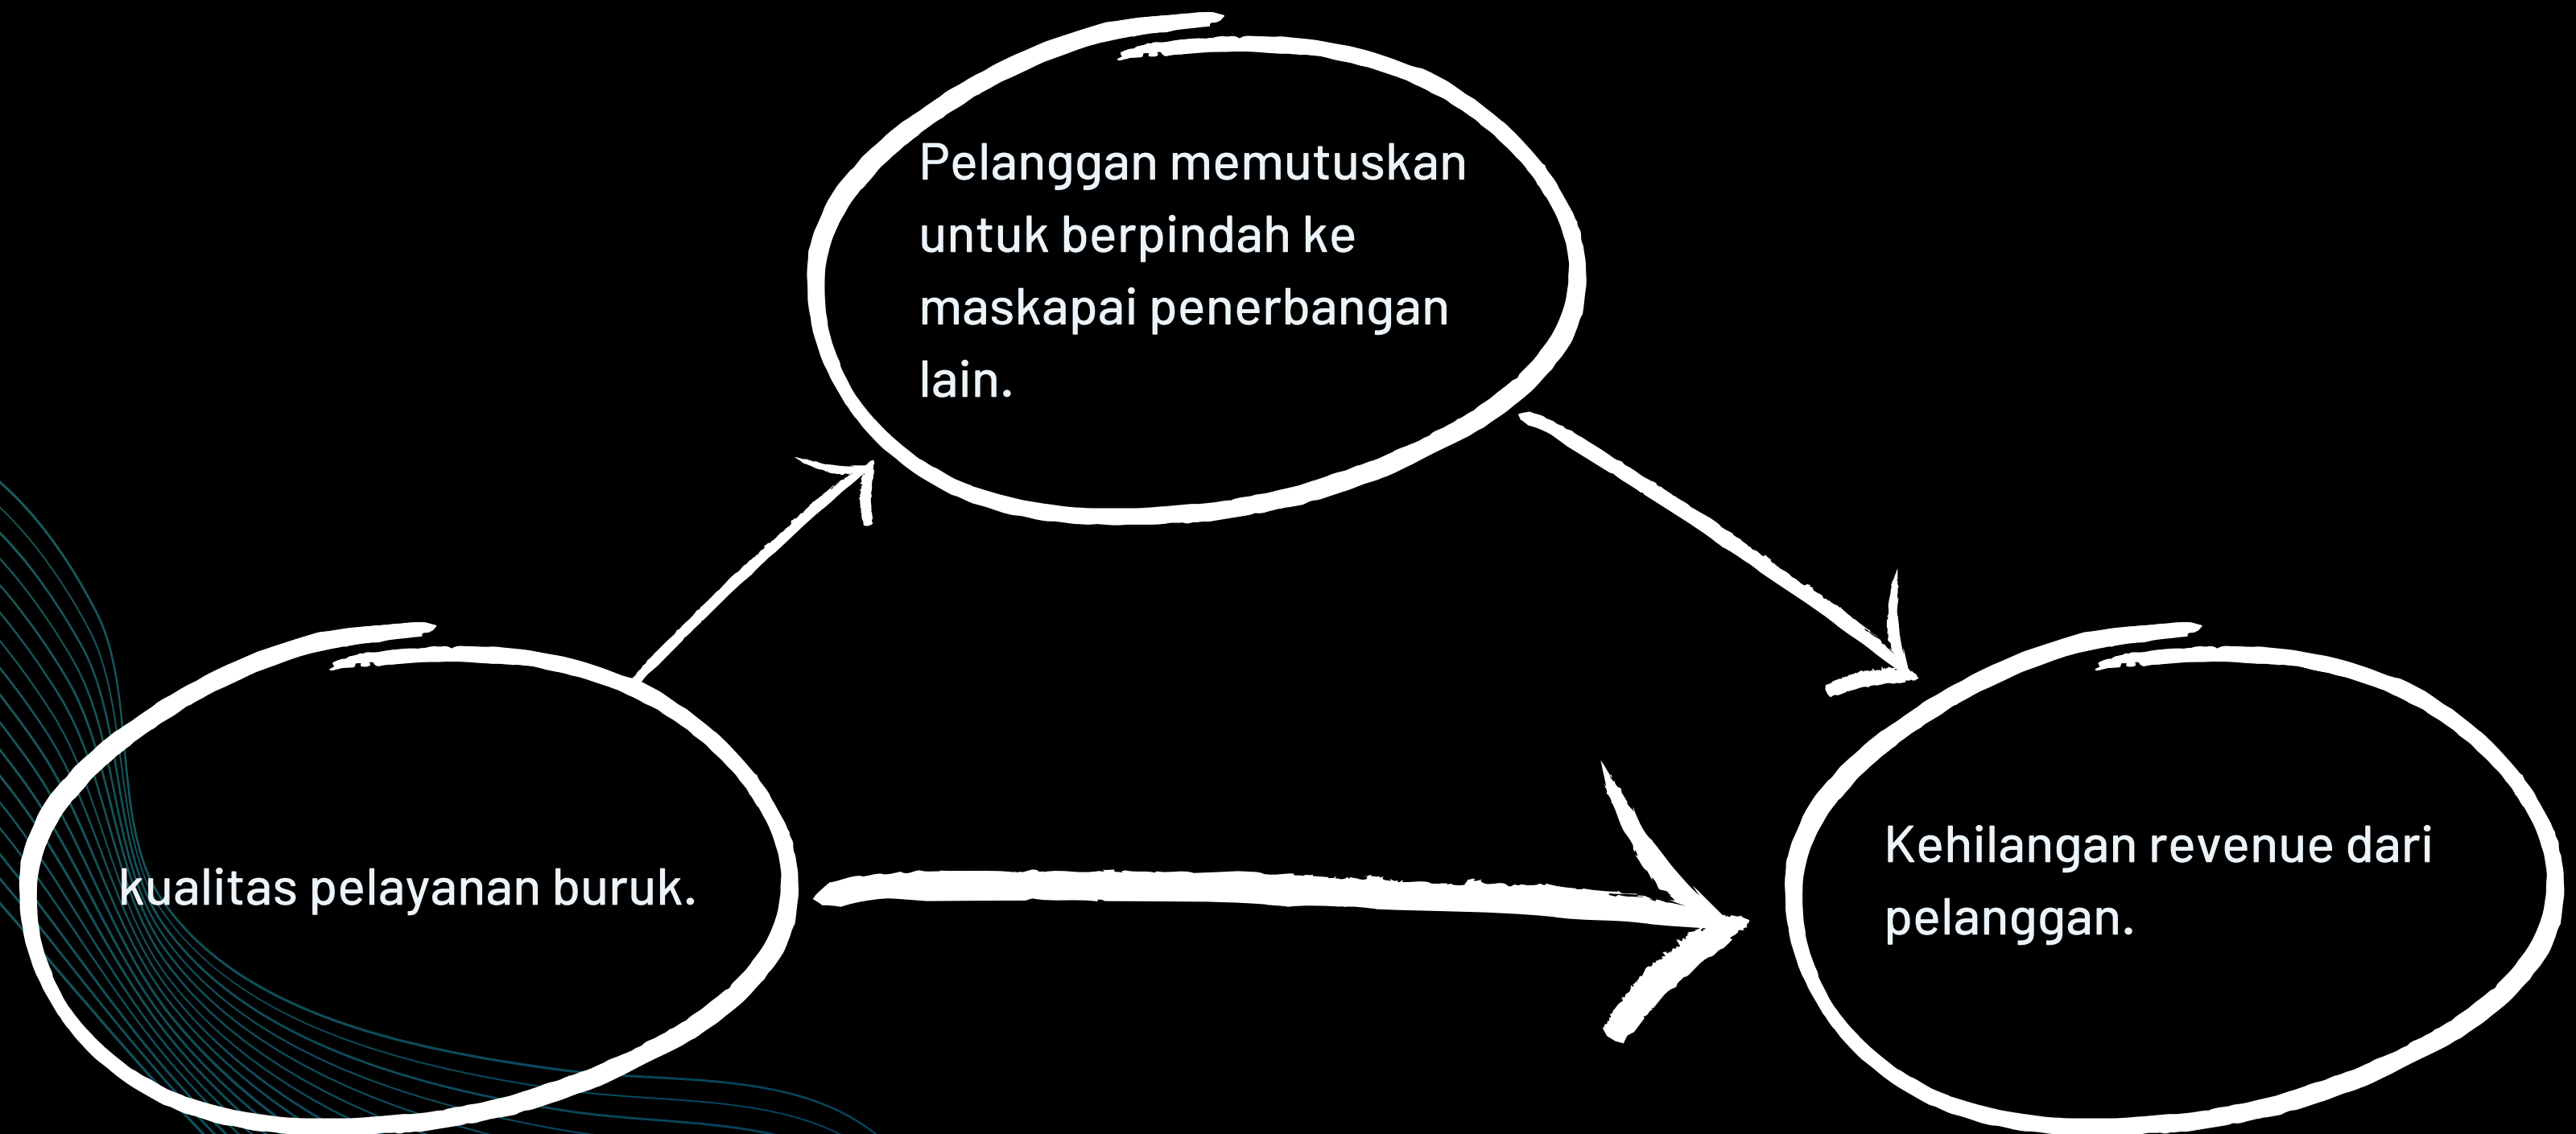 Pelanggan memutuskan
untuk berpindah ke
maskapai penerbangan
lain.
kualitas pelayanan buruk.
Kehilangan revenue dari
pelanggan.